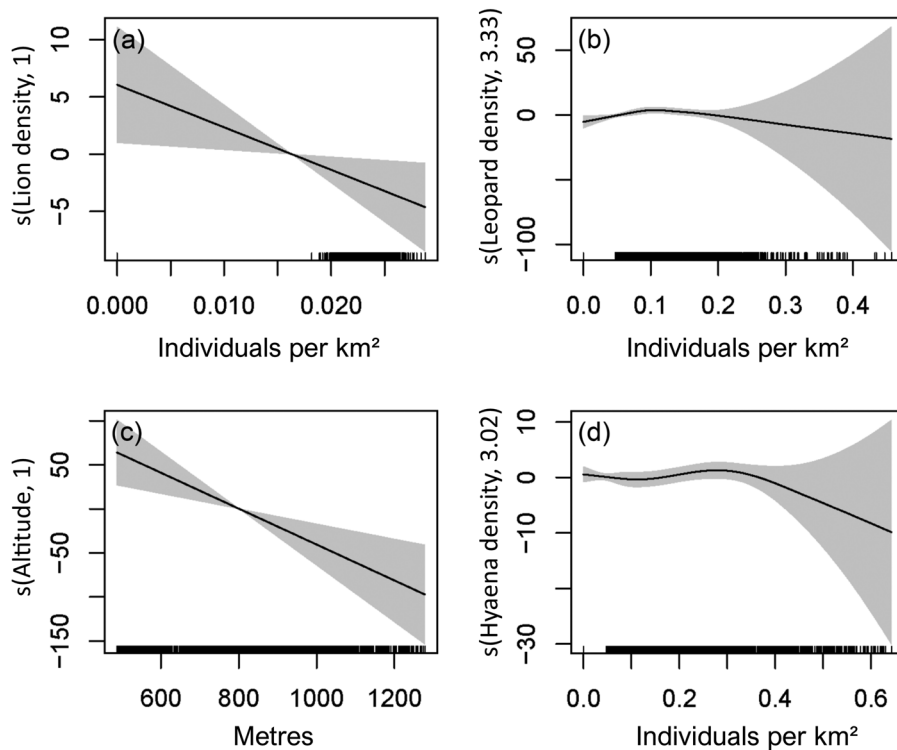 (a)
s(Lion density, 1)
10
5
0
−5
0.000 0.010 0.020
Individuals per km²
(b)
s(Leopard density, 3.33)
50
0
−100
0.0 0.1 0.2 0.3 0.4
Individuals per km²
(c)
s(Altitude, 1)
50
−50
−150
600 800 1000 1200
Metres
(d)
s(Hyaena density, 3.02)
10
0
−10
−30
0.0 0.2 0.4 0.6
Individuals per km²